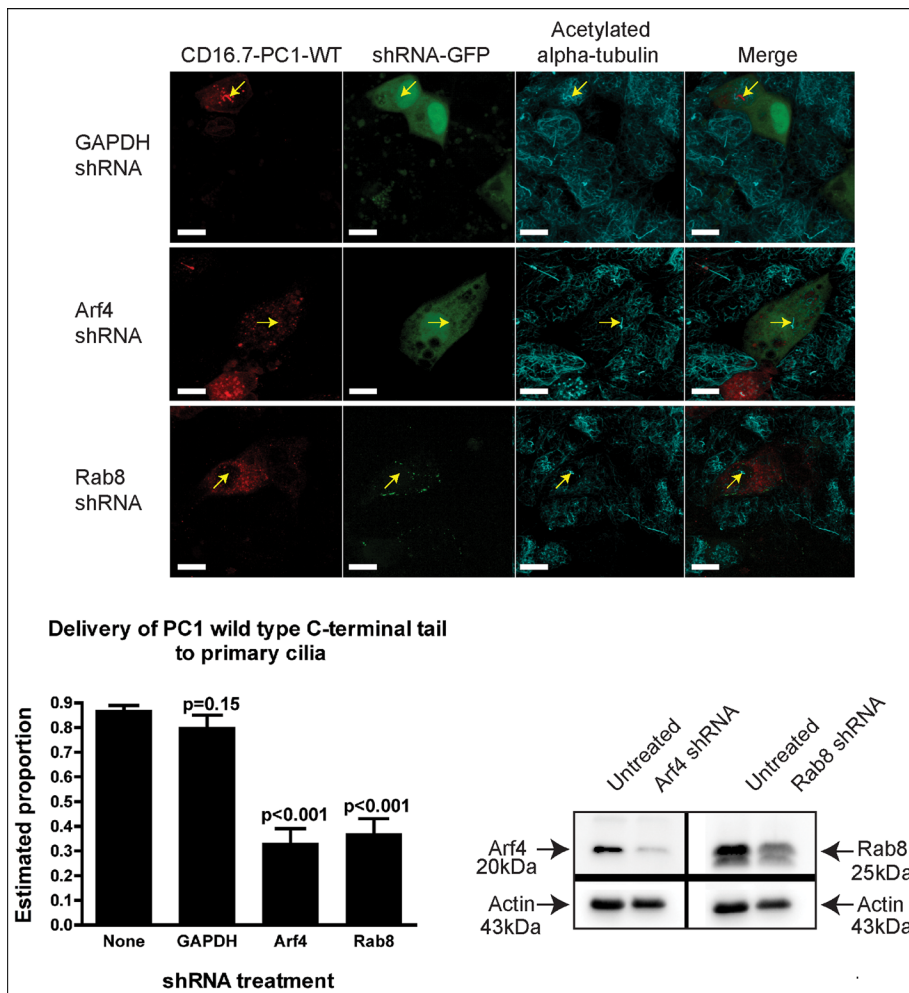 CD16.7-PC1-WT
shRNA-GFP
Acetylated
alpha-tubulin
Merge
GAPDH
shRNA
Arf4
shRNA
Rab8
shRNA
Delivery of PC1 wild type C-terminal tail
to primary cilia
Estimated proportion
0.9
0.8
0.7
0.6
0.5
0.4
0.3
0.2
0.1
0.0
p=0.15
p<0.001
p<0.001
None
GAPDH
Arf4
Rab8
shRNA treatment
Untreated
Arf4 shRNA
Untreated
Rab8 shRNA
Arf4
20kDa
Rab8
25kDa
Actin
43kDa
Actin
43kDa